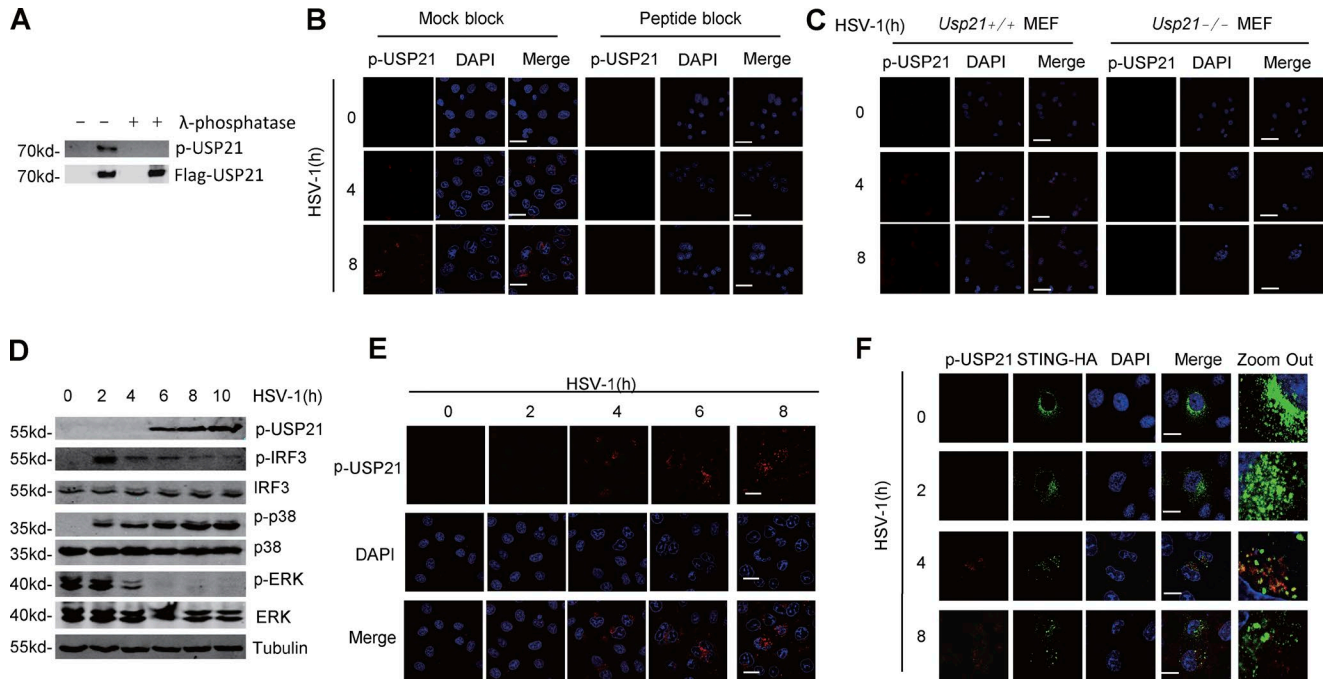 A
− − + + λ-phosphatase
70kd- p-USP21
70kd- Flag-USP21
B
Mock block Peptide block
p-USP21 DAPI Merge p-USP21 DAPI Merge
HSV-1(h)
0
4
8
C
HSV-1(h) Usp21+/+ MEF Usp21−/− MEF
p-USP21 DAPI Merge p-USP21 DAPI Merge
0
4
8
D
0 2 4 6 8 10 HSV-1(h)
55kd- p-USP21
55kd- p-IRF3
55kd- IRF3
35kd- p-p38
35kd- p38
40kd- p-ERK
40kd- ERK
55kd- Tubulin
E
HSV-1(h)
0 2 4 6 8
p-USP21
DAPI
Merge
F
p-USP21 STING-HA DAPI Merge Zoom Out
HSV-1(h)
0
2
4
8